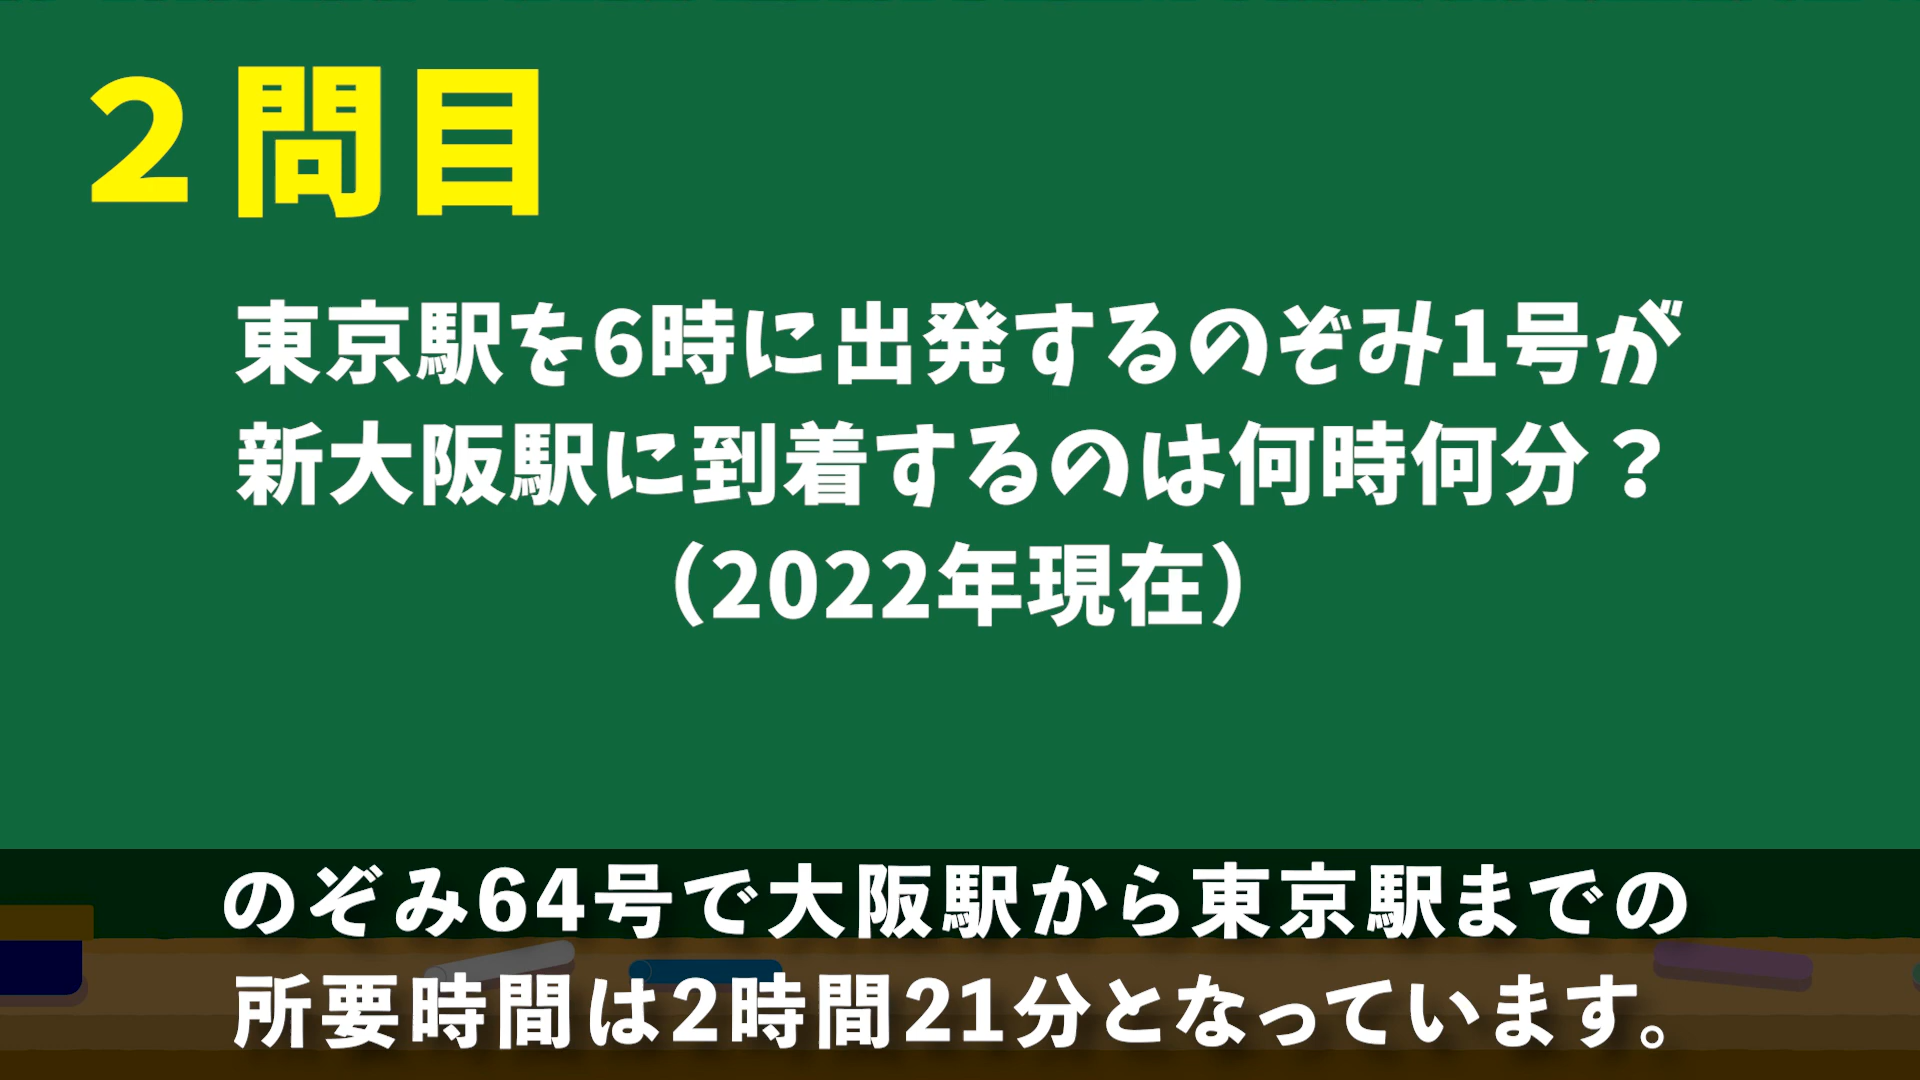 ２問目
東京駅を6時に出発するのぞみ1号が
新大阪駅に到着するのは何時何分？
（2022年現在）
のぞみ64号で大阪駅から東京駅までの
所要時間は2時間21分となっています。